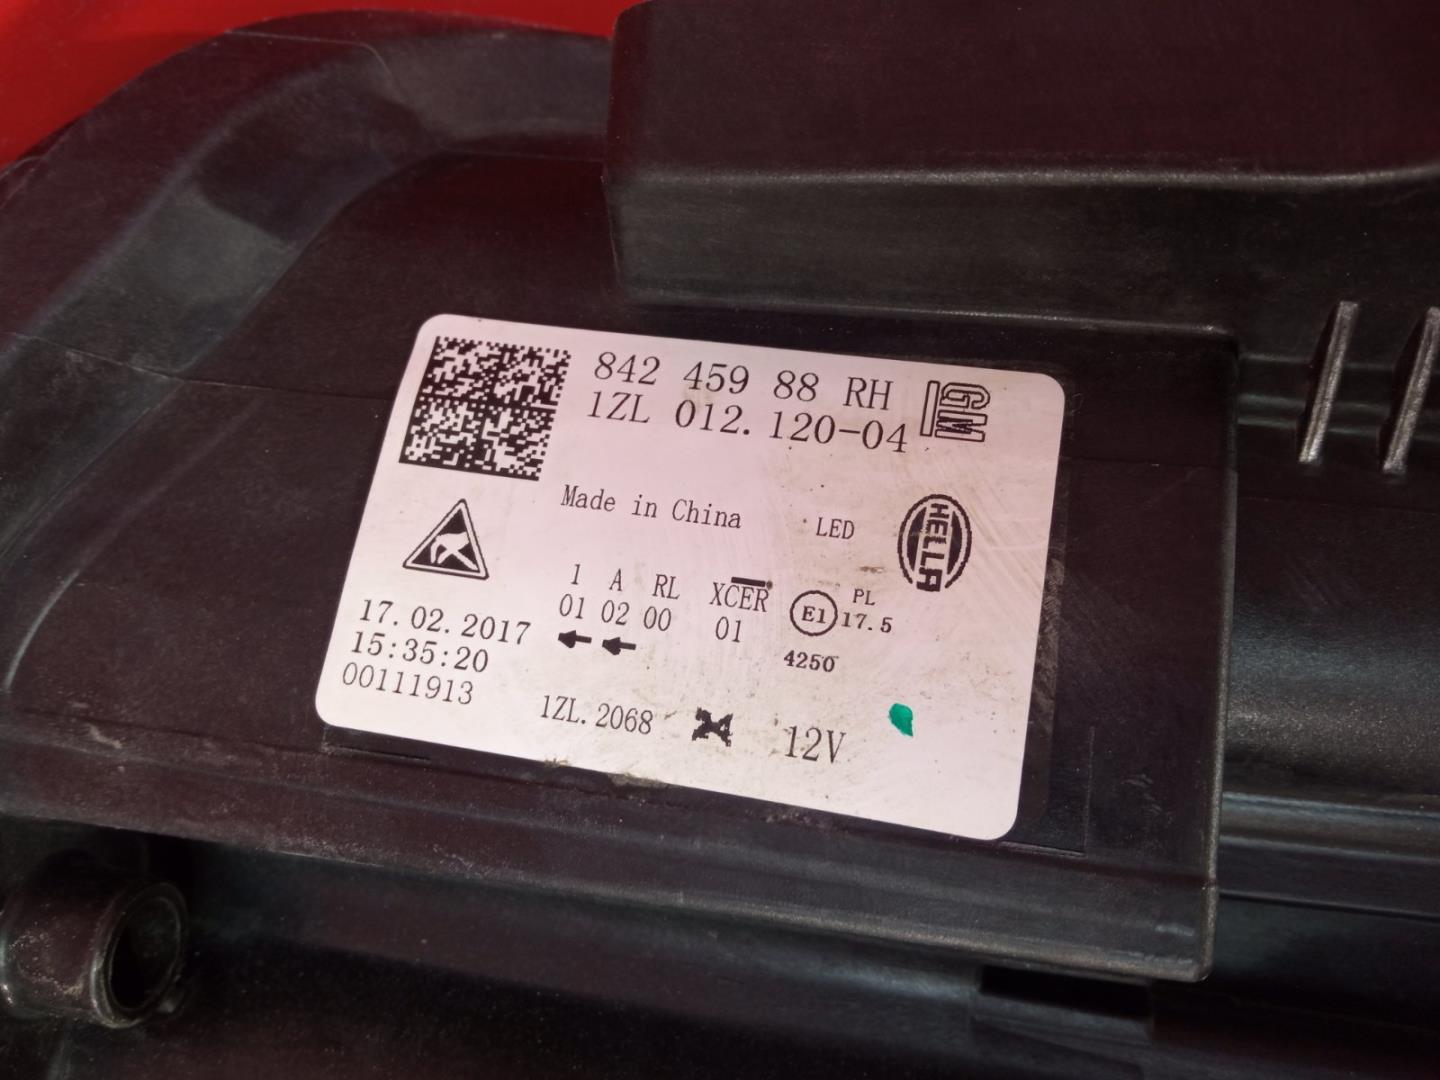 842 459 88 RH
1ZL 012.120-04
GM
Made in China
LED
HELLA
1 A RL XCER
01 02 00 01
E1
PL
17.5
4250
17.02.2017
15:35:20
00111913
1ZL.2068
12V